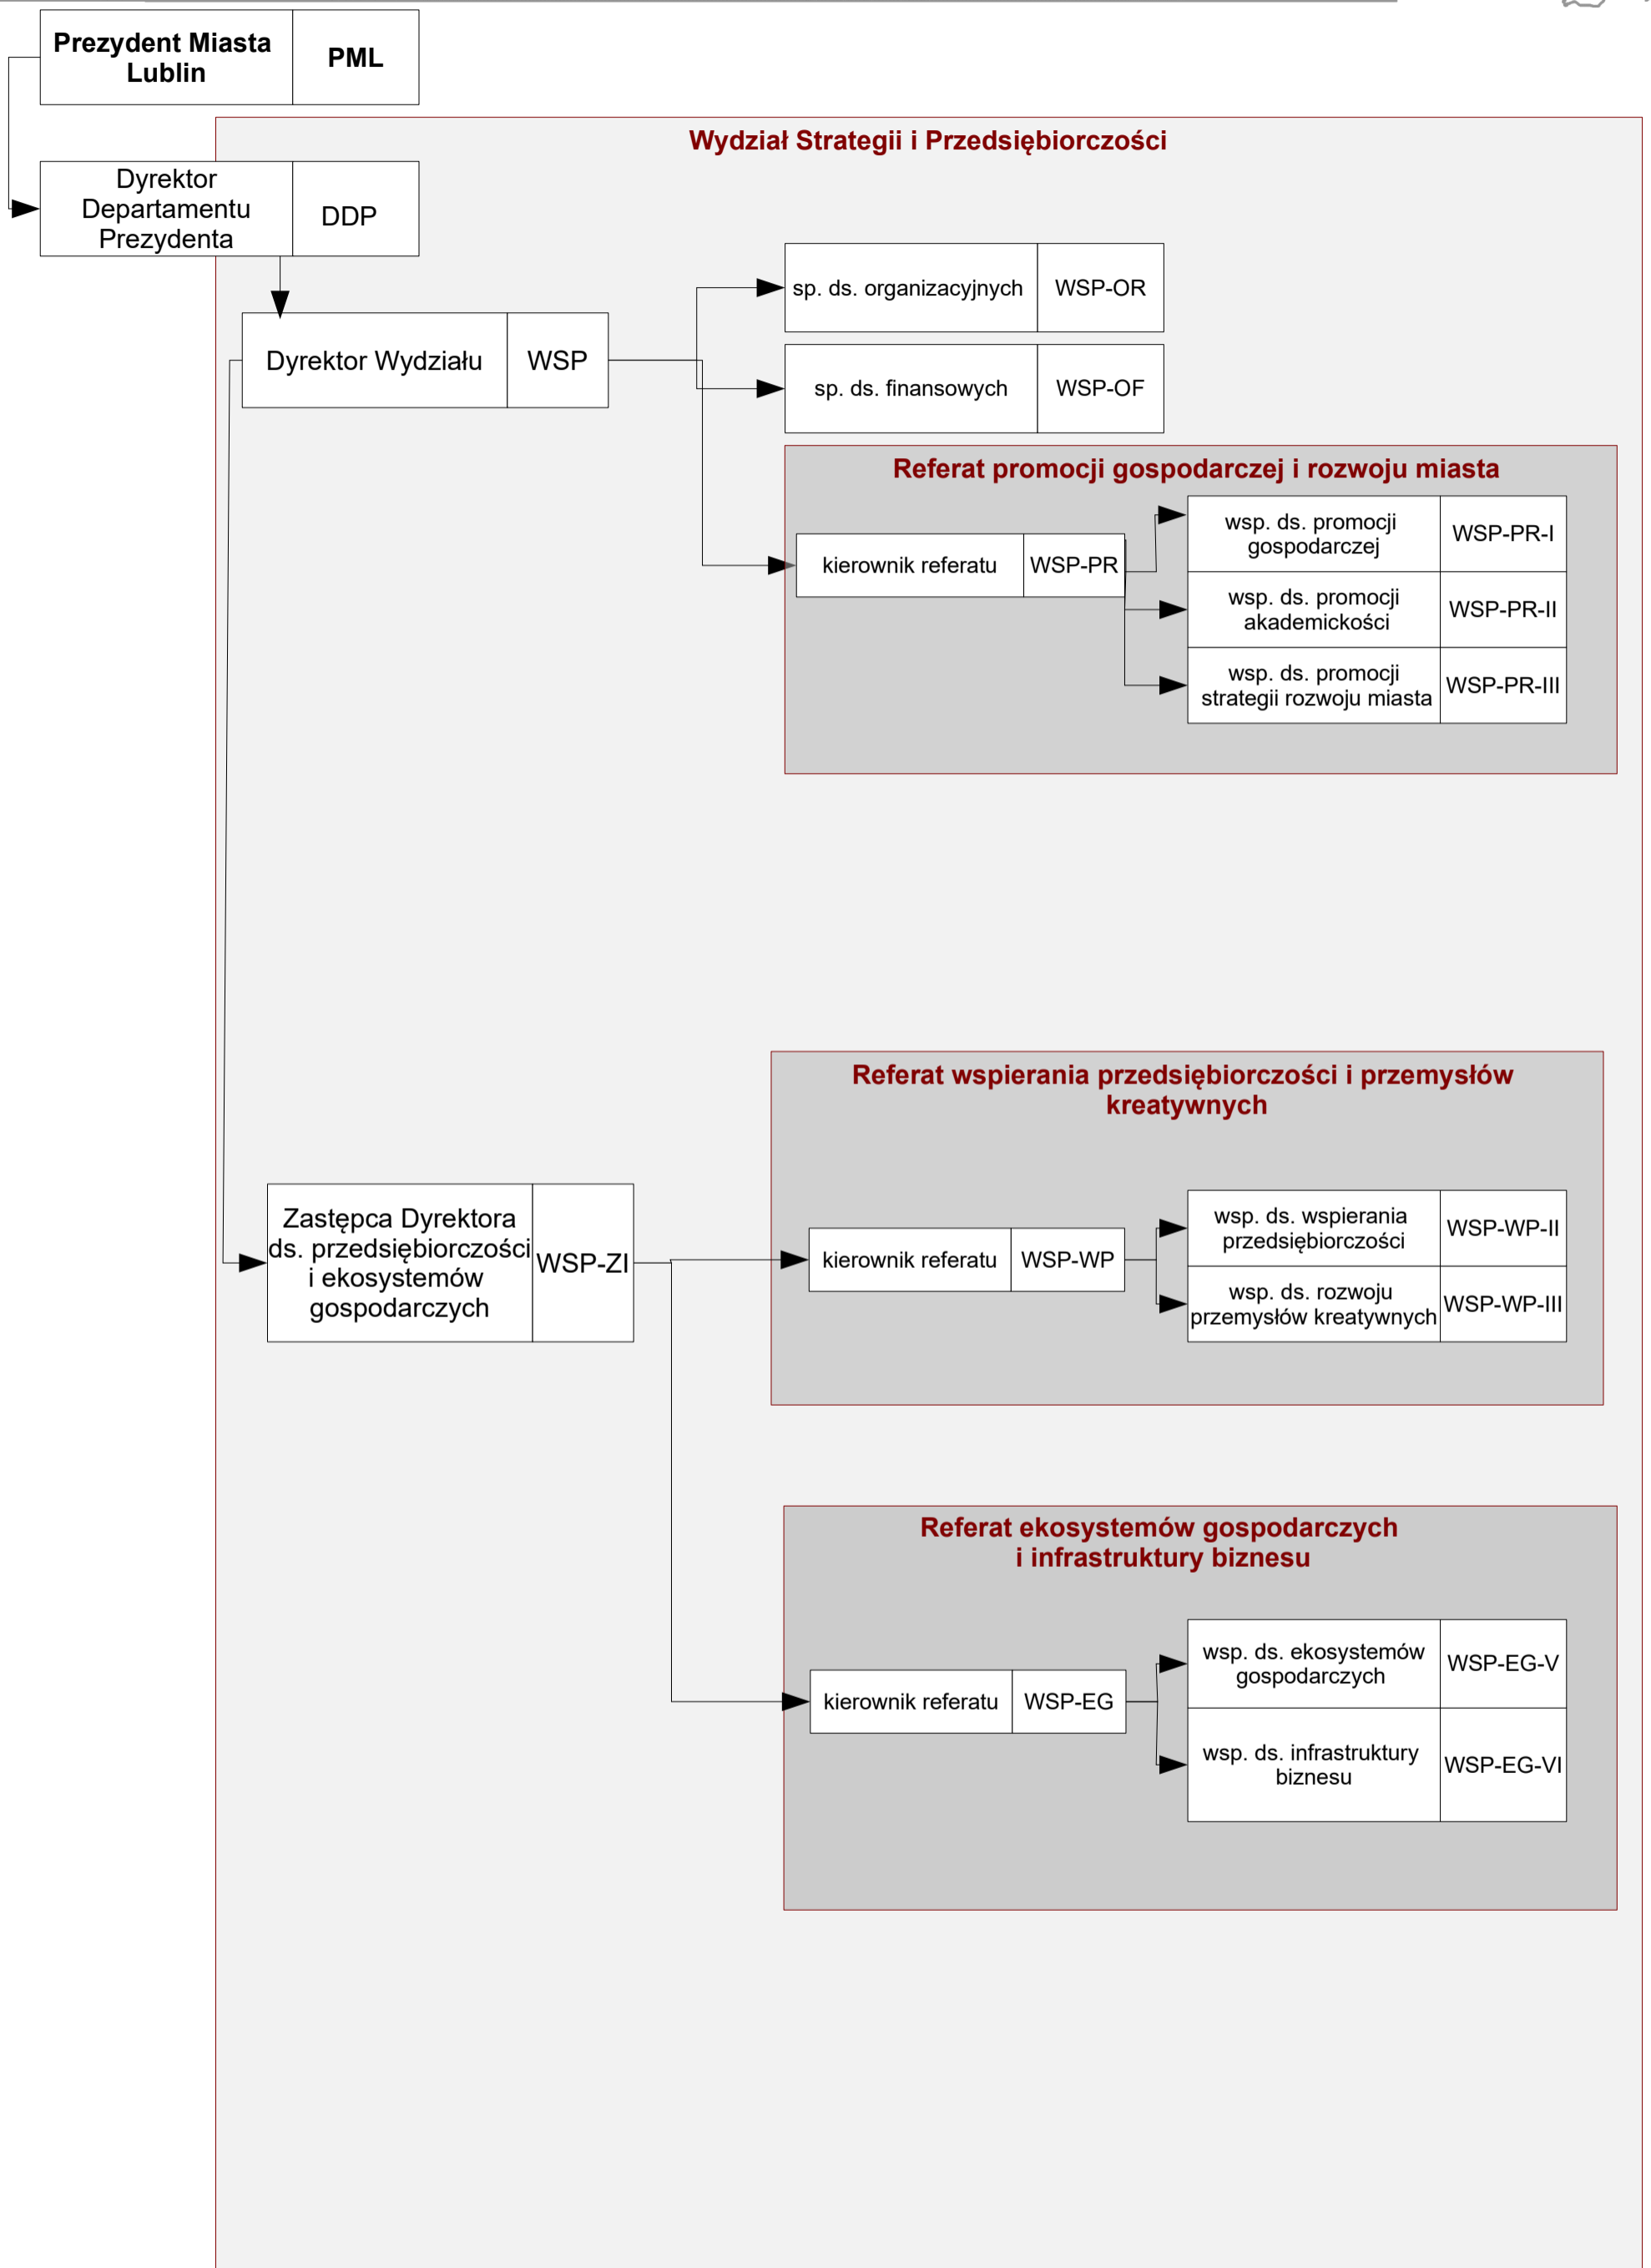 Prezydent Miasta
Lublin
PML
Wydział Strategii i Przedsiębiorczości
Dyrektor
Departamentu
Prezydenta
DDP
sp. ds. organizacyjnych
WSP-OR
Dyrektor Wydziału
WSP
sp. ds. finansowych
WSP-OF
Referat promocji gospodarczej i rozwoju miasta
kierownik referatu
WSP-PR
wsp. ds. promocji
gospodarczej
WSP-PR-I
wsp. ds. promocji
akademickości
WSP-PR-II
wsp. ds. promocji
strategii rozwoju miasta
WSP-PR-III
Referat wspierania przedsiębiorczości i przemysłów
kreatywnych
Zastępca Dyrektora
ds. przedsiębiorczości
i ekosystemów
gospodarczych
WSP-ZI
kierownik referatu
WSP-WP
wsp. ds. wspierania
przedsiębiorczości
WSP-WP-II
wsp. ds. rozwoju
przemysłów kreatywnych
WSP-WP-III
Referat ekosystemów gospodarczych
i infrastruktury biznesu
kierownik referatu
WSP-EG
wsp. ds. ekosystemów
gospodarczych
WSP-EG-V
wsp. ds. infrastruktury
biznesu
WSP-EG-VI